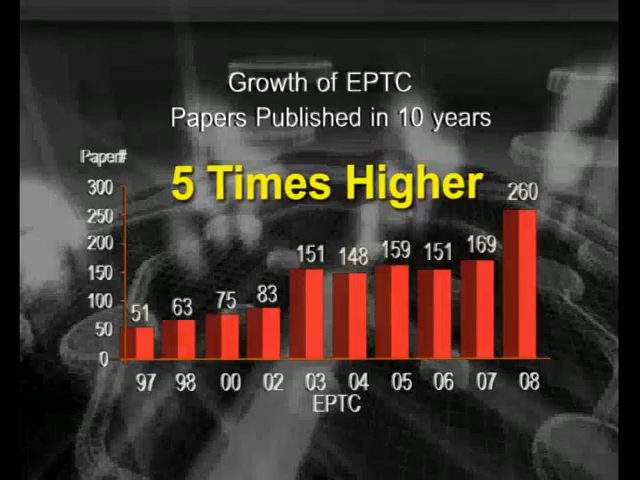 Growth of EPTC
Papers Published in 10 years
Paper#
5 Times Higher
300
250
200
150
100
50
0
51
63
75
83
151
148
159
151
169
260
97 98 00 02 03 04 05 06 07 08
EPTC